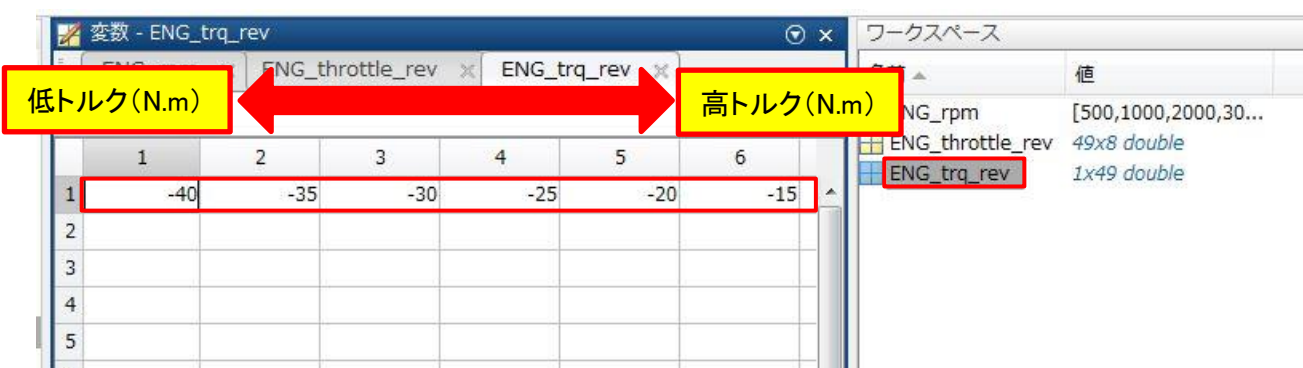 変数 - ENG_trq_rev
ENG_throttle_rev
ENG_trq_rev
低トルク(N.m)
高トルク(N.m)
1 2 3 4 5 6
1 -40 -35 -30 -25 -20 -15
2
3
4
5
ワークスペース
値
NG_rpm [500,1000,2000,30...
ENG_throttle_rev 49x8 double
ENG_trq_rev 1x49 double